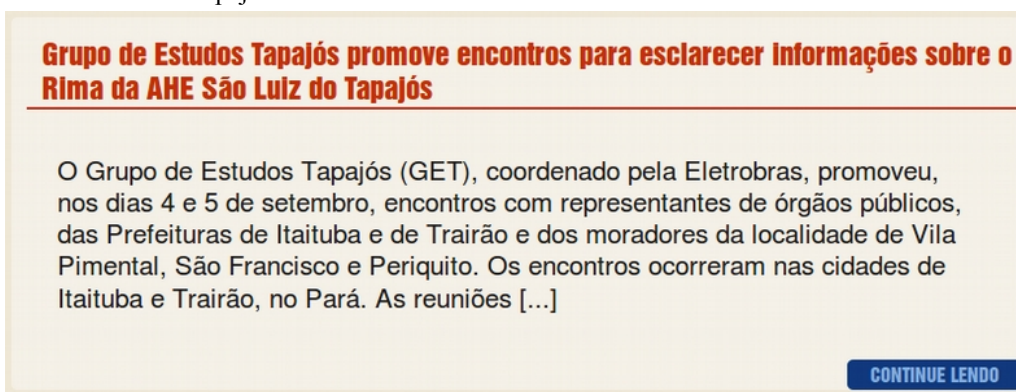 Grupo de Estudos Tapajós promove encontros para esclarecer informações sobre o
Rima da AHE São Luiz do Tapajós
O Grupo de Estudos Tapajós (GET), coordenado pela Eletrobras, promoveu,
nos dias 4 e 5 de setembro, encontros com representantes de órgãos públicos,
das Prefeituras de Itaituba e de Trairão e dos moradores da localidade de Vila
Pimental, São Francisco e Periquito. Os encontros ocorreram nas cidades de
Itaituba e Trairão, no Pará. As reuniões [...]
CONTINUE LENDO